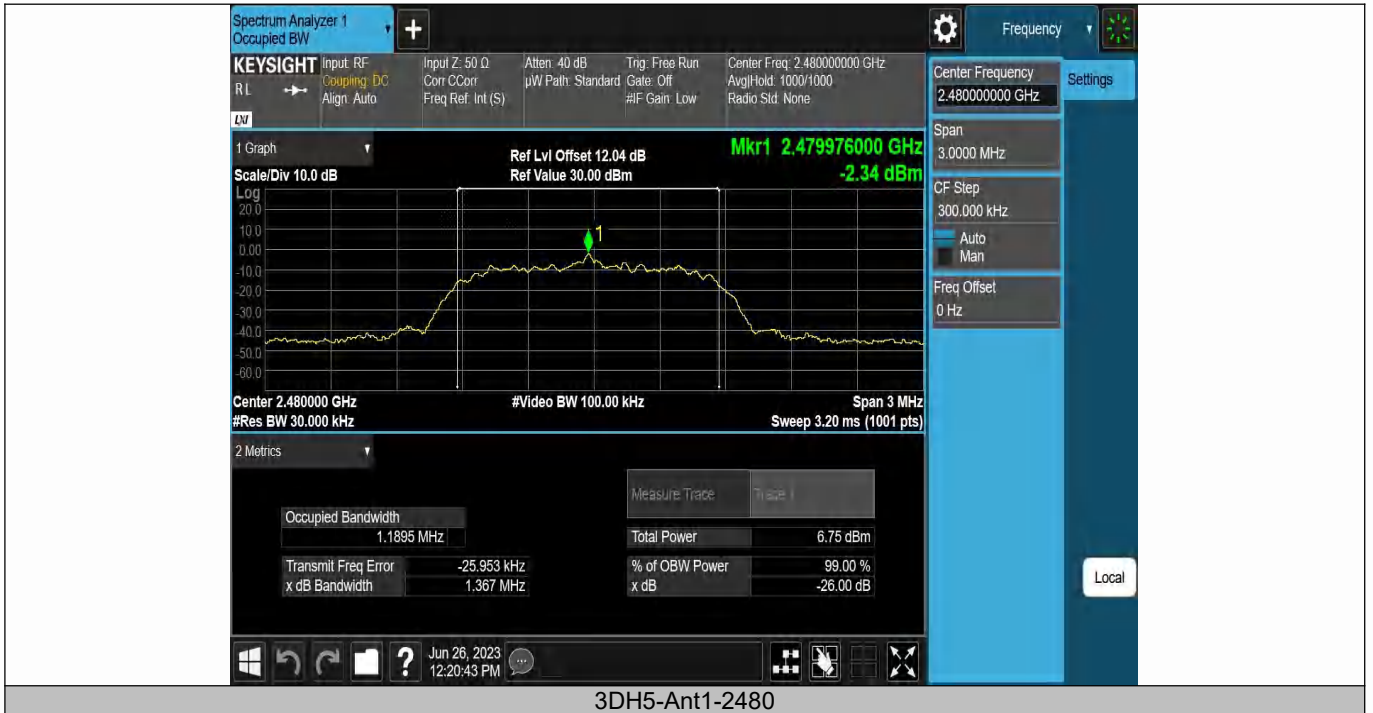 Spectrum Analyzer 1
Occupied BW
+
Frequency
KEYSIGHT
R L
LXI
Input: RF
Coupling: DC
Align: Auto
Input Z: 50 Ω
Corr CCorr
Freq Ref: Int (S)
Atten: 40 dB
µW Path: Standard
Trig: Free Run
Gate: Off
#IF Gain: Low
Center Freq: 2.480000000 GHz
Avg|Hold: 1000/1000
Radio Std: None
Center Frequency
2.480000000 GHz
Settings
Span
3.0000 MHz
CF Step
300.000 kHz
Auto
Man
Freq Offset
0 Hz
Local
1 Graph
Scale/Div 10.0 dB
Ref Lvl Offset 12.04 dB
Ref Value 30.00 dBm
Mkr1 2.479976000 GHz
-2.34 dBm
Log
20.0
10.0
0.00
-10.0
-20.0
-30.0
-40.0
-50.0
-60.0
1
Center 2.480000 GHz
#Video BW 100.00 kHz
Span 3 MHz
#Res BW 30.000 kHz
Sweep 3.20 ms (1001 pts)
2 Metrics
Measure Trace
Trace 1
Occupied Bandwidth
1.1895 MHz
Total Power
6.75 dBm
Transmit Freq Error
-25.953 kHz
% of OBW Power
99.00 %
x dB Bandwidth
1.367 MHz
x dB
-26.00 dB
?
Jun 26, 2023
12:20:43 PM
3DH5-Ant1-2480